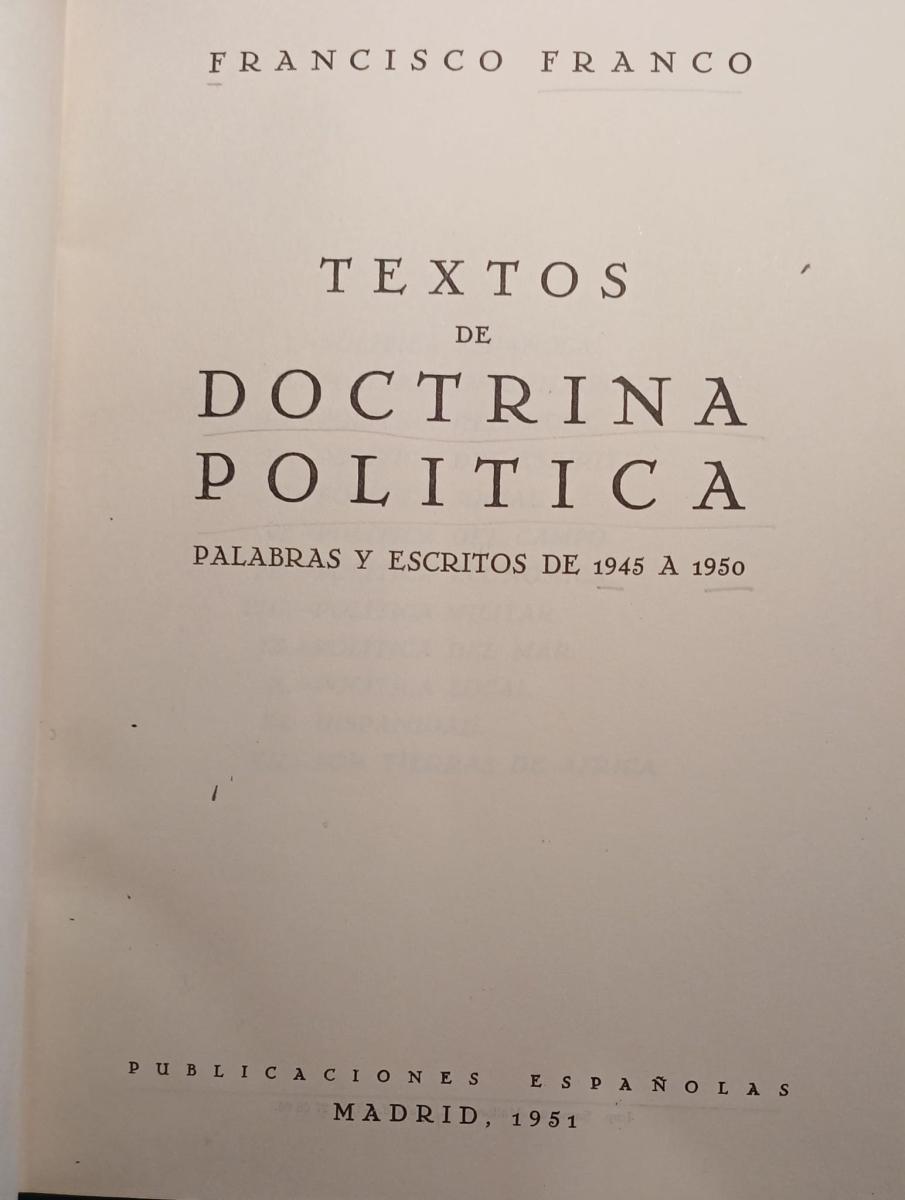 FRANCISCO FRANCO
TEXTOS
DE
DOCTRINA
POLITICA
PALABRAS Y ESCRITOS DE 1945 A 1950
PUBLICACIONES ESPAÑOLAS
MADRID, 1951